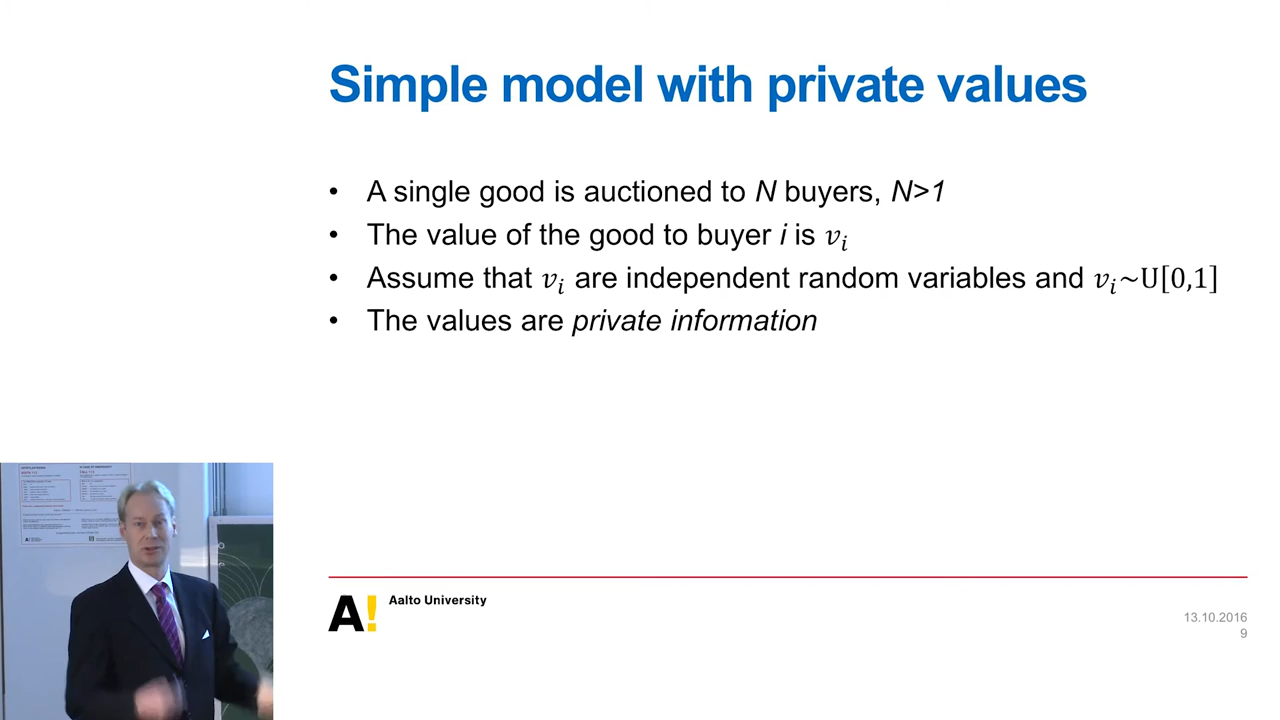 Simple model with private values
• A single good is auctioned to N buyers, N>1
• The value of the good to buyer i is 𝑣ᵢ
• Assume that 𝑣ᵢ are independent random variables and 𝑣ᵢ~U[0,1]
• The values are private information
A! Aalto University
13.10.2016
9